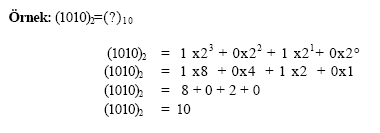 Örnek: (1010)₂=(?)₁₀
(1010)₂ = 1 x2³ + 0x2² + 1 x2¹+ 0x2°
(1010)₂ = 1 x8 + 0x4 + 1 x2 + 0x1
(1010)₂ = 8 + 0 + 2 + 0
(1010)₂ = 10